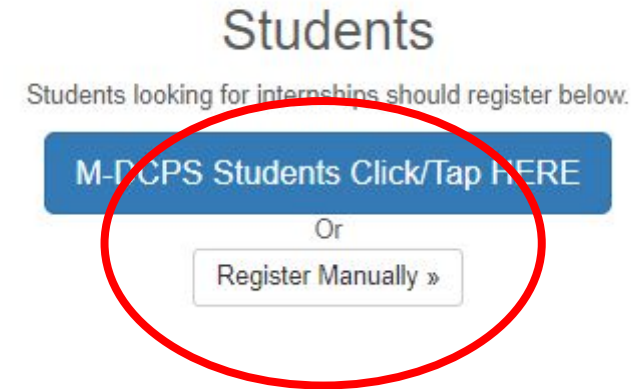 Students
Students looking for internships should register below.
M-DCPS Students Click/Tap HERE
Or
Register Manually »